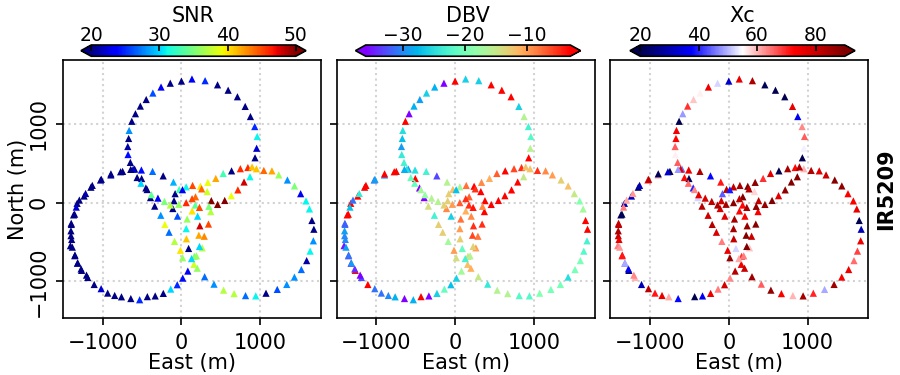 SNR DBV Xc
20 30 40 50 −30 −20 −10 20 40 60 80
North (m)
1000
0
−1000
−1000 0 1000 −1000 0 1000 −1000 0 1000
East (m) East (m) East (m)
IR5209